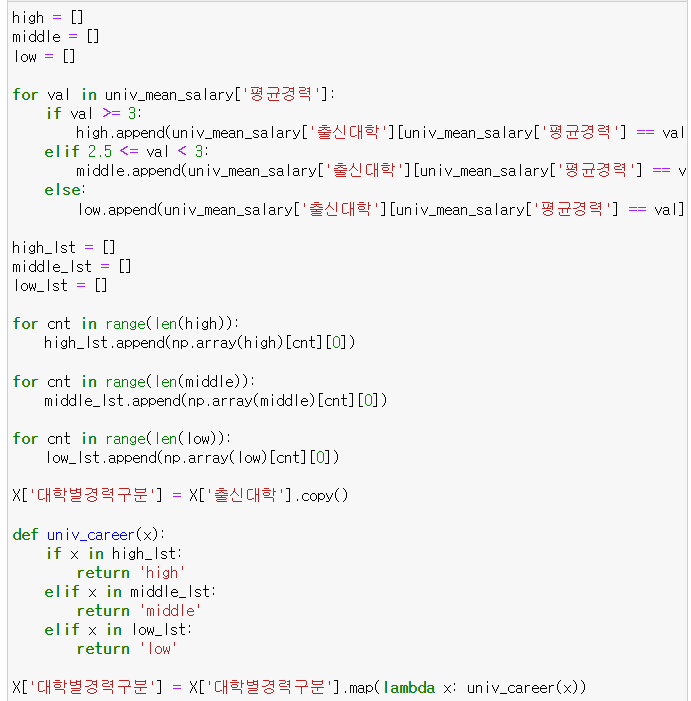 high = []
middle = []
low = []
for val in univ_mean_salary['평균경력']:
    if val >= 3:
        high.append(univ_mean_salary['출신대학'][univ_mean_salary['평균경력'] == val
    elif 2.5 <= val < 3:
        middle.append(univ_mean_salary['출신대학'][univ_mean_salary['평균경력'] == v
    else:
        low.append(univ_mean_salary['출신대학'][univ_mean_salary['평균경력'] == val]
high_lst = []
middle_lst = []
low_lst = []
for cnt in range(len(high)):
    high_lst.append(np.array(high)[cnt][0])
for cnt in range(len(middle)):
    middle_lst.append(np.array(middle)[cnt][0])
for cnt in range(len(low)):
    low_lst.append(np.array(low)[cnt][0])
X['대학별경력구분'] = X['출신대학'].copy()
def univ_career(x):
    if x in high_lst:
        return 'high'
    elif x in middle_lst:
        return 'middle'
    elif x in low_lst:
        return 'low'
X['대학별경력구분'] = X['대학별경력구분'].map(lambda x: univ_career(x))